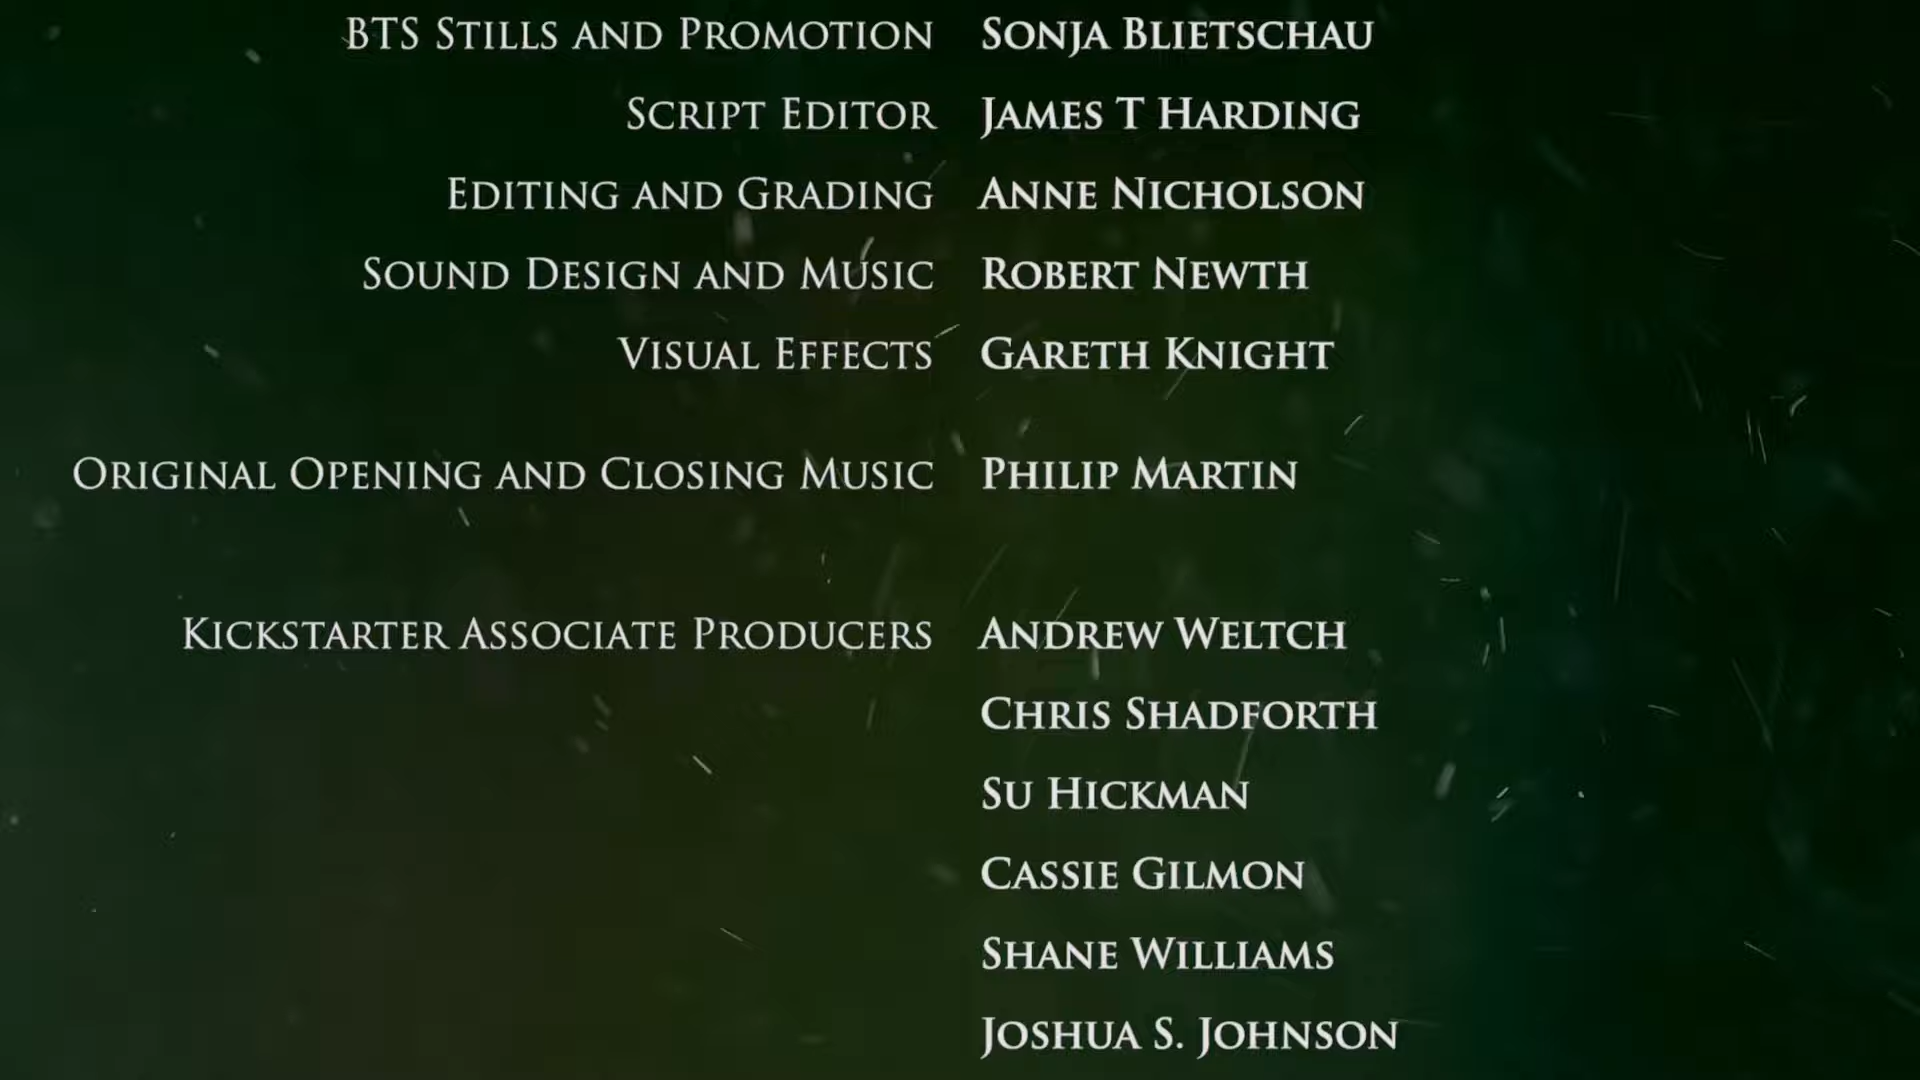 BTS Stills and Promotion Sonja Blietschau
Script Editor James T Harding
Editing and Grading Anne Nicholson
Sound Design and Music Robert Newth
Visual Effects Gareth Knight
Original Opening and Closing Music Philip Martin
Kickstarter Associate Producers Andrew Weltch
Chris Shadforth
Su Hickman
Cassie Gilmon
Shane Williams
Joshua S. Johnson